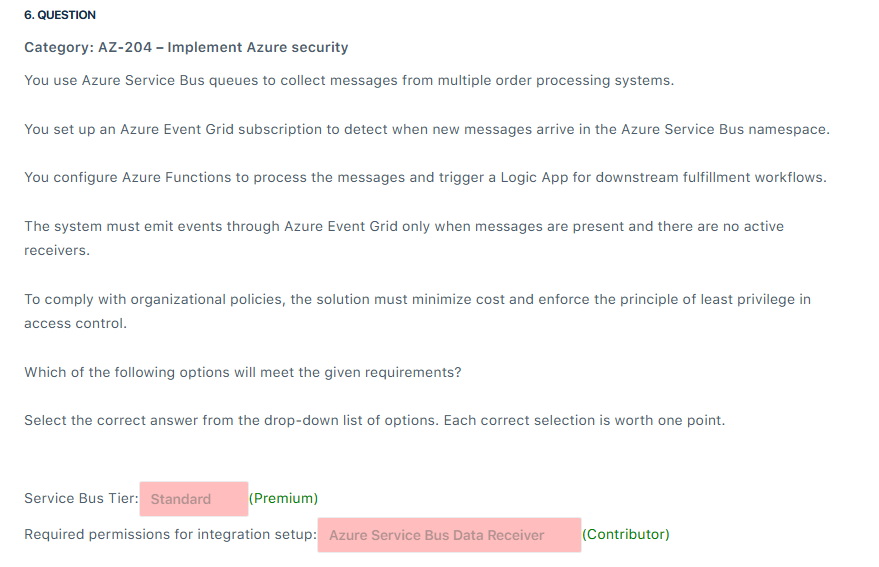 6. QUESTION
Category: AZ-204 – Implement Azure security
You use Azure Service Bus queues to collect messages from multiple order processing systems.
You set up an Azure Event Grid subscription to detect when new messages arrive in the Azure Service Bus namespace.
You configure Azure Functions to process the messages and trigger a Logic App for downstream fulfillment workflows.
The system must emit events through Azure Event Grid only when messages are present and there are no active
receivers.
To comply with organizational policies, the solution must minimize cost and enforce the principle of least privilege in
access control.
Which of the following options will meet the given requirements?
Select the correct answer from the drop-down list of options. Each correct selection is worth one point.
Service Bus Tier: Standard (Premium)
Required permissions for integration setup: Azure Service Bus Data Receiver (Contributor)